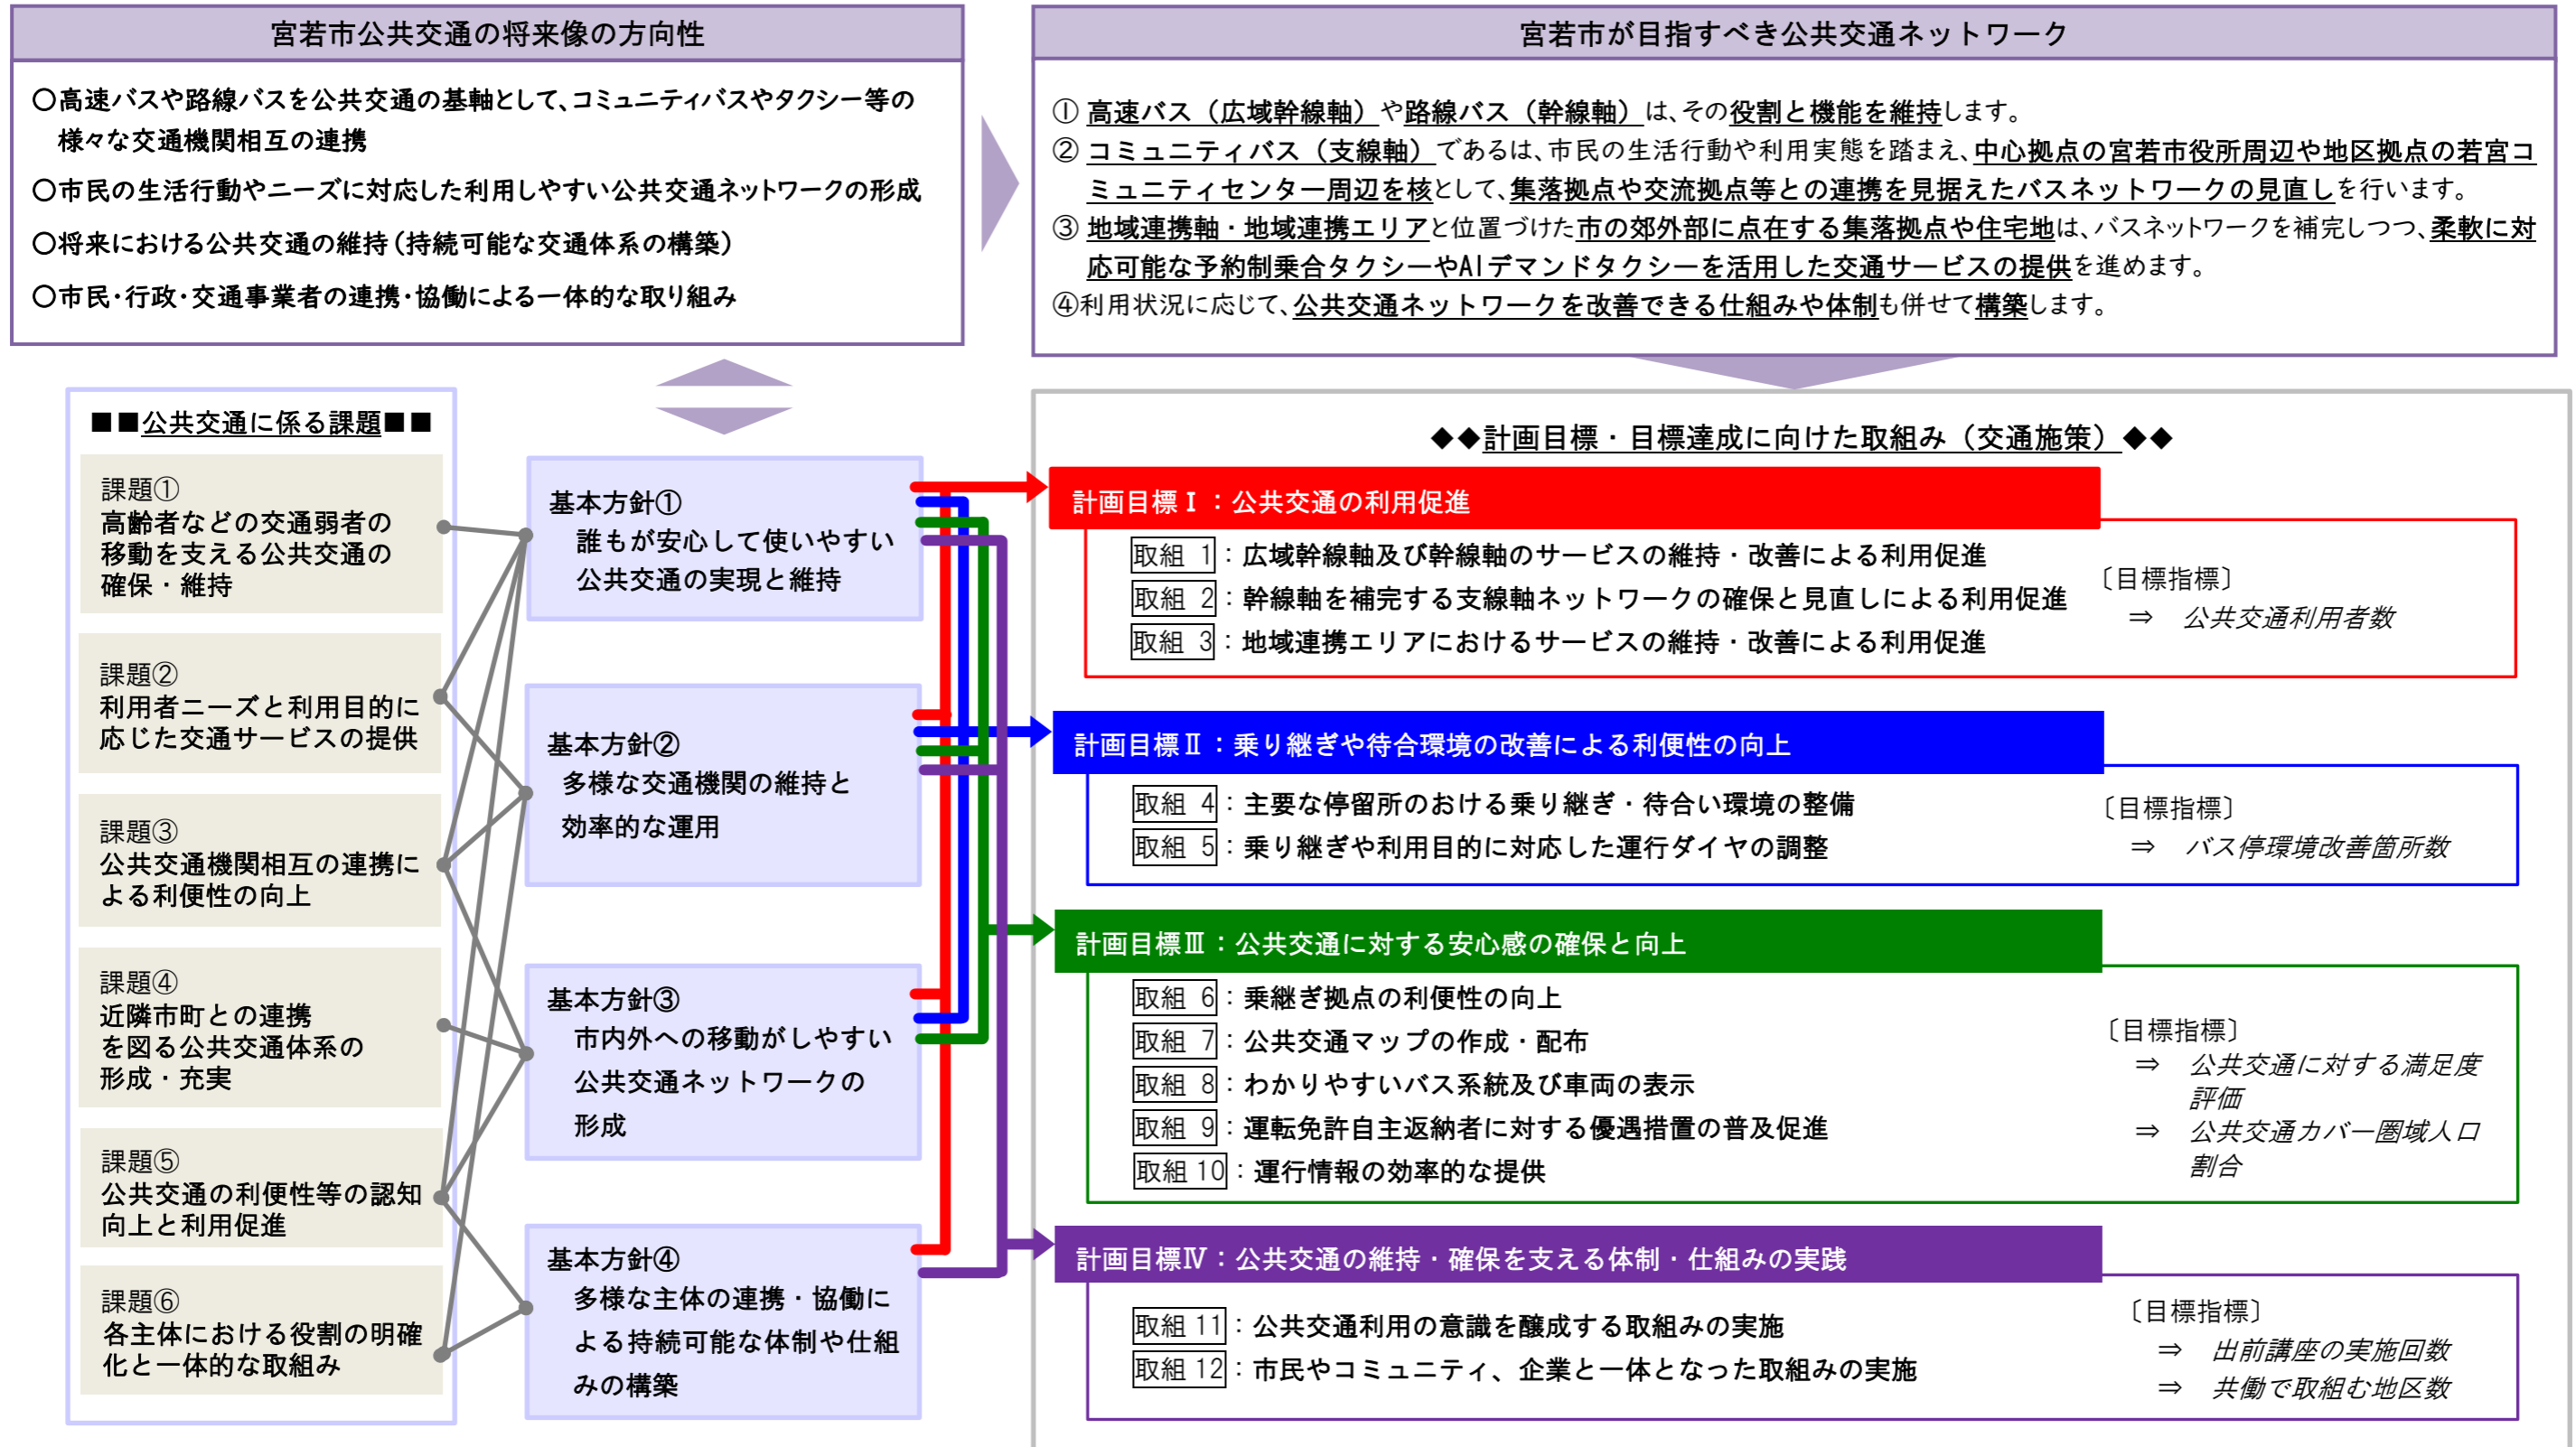 宮若市公共交通の将来像の方向性
○高速バスや路線バスを公共交通の基軸として、コミュニティバスやタクシー等の
様々な交通機関相互の連携
○市民の生活行動やニーズに対応した利用しやすい公共交通ネットワークの形成
○将来における公共交通の維持（持続可能な交通体系の構築）
○市民・行政・交通事業者の連携・協働による一体的な取り組み
宮若市が目指すべき公共交通ネットワーク
① 高速バス（広域幹線軸）や路線バス（幹線軸）は、その役割と機能を維持します。
② コミュニティバス（支線軸）であるは、市民の生活行動や利用実態を踏まえ、中心拠点の宮若市役所周辺や地区拠点の若宮コ
ミュニティセンター周辺を核として、集落拠点や交流拠点等との連携を見据えたバスネットワークの見直しを行います。
③ 地域連携軸・地域連携エリアと位置づけた市の郊外部に点在する集落拠点や住宅地は、バスネットワークを補完しつつ、柔軟に対
応可能な予約制乗合タクシーやAIデマンドタクシーを活用した交通サービスの提供を進めます。
④利用状況に応じて、公共交通ネットワークを改善できる仕組みや体制も併せて構築します。
■■公共交通に係る課題■■
課題①
高齢者などの交通弱者の
移動を支える公共交通の
確保・維持
課題②
利用者ニーズと利用目的に
応じた交通サービスの提供
課題③
公共交通機関相互の連携に
よる利便性の向上
課題④
近隣市町との連携
を図る公共交通体系の
形成・充実
課題⑤
公共交通の利便性等の認知
向上と利用促進
課題⑥
各主体における役割の明確
化と一体的な取組み
基本方針①
誰もが安心して使いやすい
公共交通の実現と維持
基本方針②
多様な交通機関の維持と
効率的な運用
基本方針③
市内外への移動がしやすい
公共交通ネットワークの
形成
基本方針④
多様な主体の連携・協働に
よる持続可能な体制や仕組
みの構築
◆◆計画目標・目標達成に向けた取組み（交通施策）◆◆
計画目標Ⅰ：公共交通の利用促進
取組 1：広域幹線軸及び幹線軸のサービスの維持・改善による利用促進
取組 2：幹線軸を補完する支線軸ネットワークの確保と見直しによる利用促進
取組 3：地域連携エリアにおけるサービスの維持・改善による利用促進
〔目標指標〕
⇒ 公共交通利用者数
計画目標Ⅱ：乗り継ぎや待合環境の改善による利便性の向上
取組 4：主要な停留所のおける乗り継ぎ・待合い環境の整備
取組 5：乗り継ぎや利用目的に対応した運行ダイヤの調整
〔目標指標〕
⇒ バス停環境改善箇所数
計画目標Ⅲ：公共交通に対する安心感の確保と向上
取組 6：乗継ぎ拠点の利便性の向上
取組 7：公共交通マップの作成・配布
取組 8：わかりやすいバス系統及び車両の表示
取組 9：運転免許自主返納者に対する優遇措置の普及促進
取組 10：運行情報の効率的な提供
〔目標指標〕
⇒ 公共交通に対する満足度
評価
⇒ 公共交通カバー圏域人口
割合
計画目標Ⅳ：公共交通の維持・確保を支える体制・仕組みの実践
取組 11：公共交通利用の意識を醸成する取組みの実施
取組 12：市民やコミュニティ、企業と一体となった取組みの実施
〔目標指標〕
⇒ 出前講座の実施回数
⇒ 共働で取組む地区数